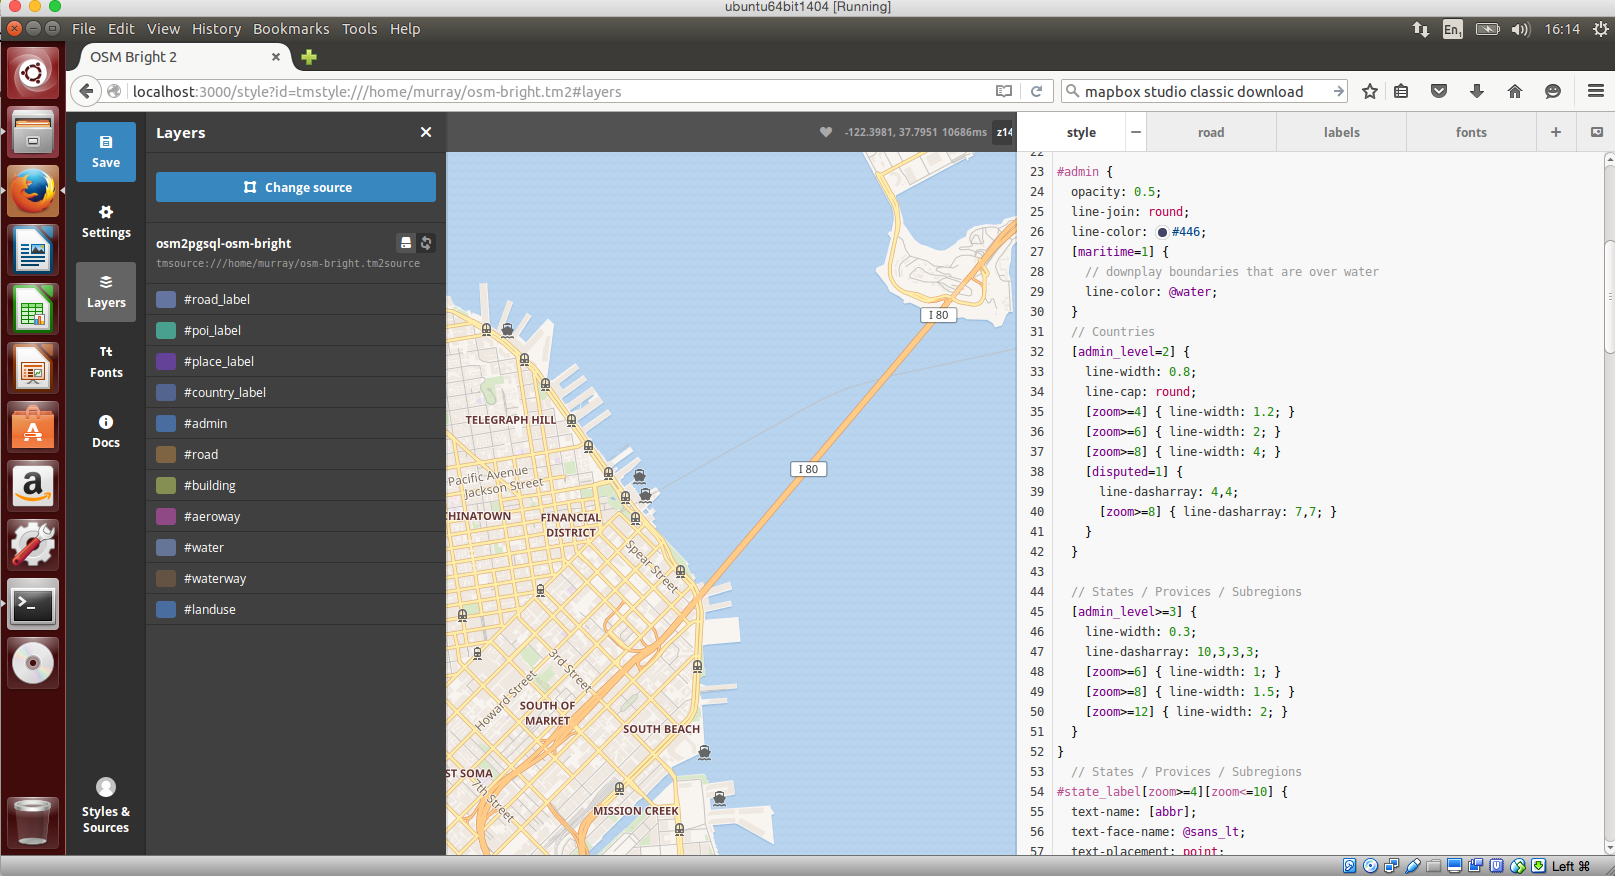 ubuntu64bit1404 [Running]
File Edit View History Bookmarks Tools Help
En1
16:14
OSM Bright 2
localhost:3000/style?id=tmstyle:///home/murray/osm-bright.tm2#layers
mapbox studio classic download
Save
Settings
Layers
Tt
Fonts
Docs
Styles &
Sources
Layers
Change source
osm2pgsql-osm-bright
tmsource:///home/murray/osm-bright.tm2source
#road_label
#poi_label
#place_label
#country_label
#admin
#road
#building
#aeroway
#water
#waterway
#landuse
-122.3981, 37.7951 10686ms z14
I 80
I 80
TELEGRAPH HILL
Pacific Avenue
Jackson Street
HINATOWN
FINANCIAL
DISTRICT
Spear Street
3rd Street
Howard Street
SOUTH OF
MARKET
SOUTH BEACH
ST SOMA
7th Street
MISSION CREEK
style road labels fonts
22
23 #admin {
24 opacity: 0.5;
25 line-join: round;
26 line-color: #446;
27 [maritime=1] {
28 // downplay boundaries that are over water
29 line-color: @water;
30 }
31 // Countries
32 [admin_level=2] {
33 line-width: 0.8;
34 line-cap: round;
35 [zoom>=4] { line-width: 1.2; }
36 [zoom>=6] { line-width: 2; }
37 [zoom>=8] { line-width: 4; }
38 [disputed=1] {
39 line-dasharray: 4,4;
40 [zoom>=8] { line-dasharray: 7,7; }
41 }
42 }
43
44 // States / Provices / Subregions
45 [admin_level>=3] {
46 line-width: 0.3;
47 line-dasharray: 10,3,3,3;
48 [zoom>=6] { line-width: 1; }
49 [zoom>=8] { line-width: 1.5; }
50 [zoom>=12] { line-width: 2; }
51 }
52 }
53 // States / Provices / Subregions
54 #state_label[zoom>=4][zoom<=10] {
55 text-name: [abbr];
56 text-face-name: @sans_lt;
57 text-placement: point;
Left ⌘